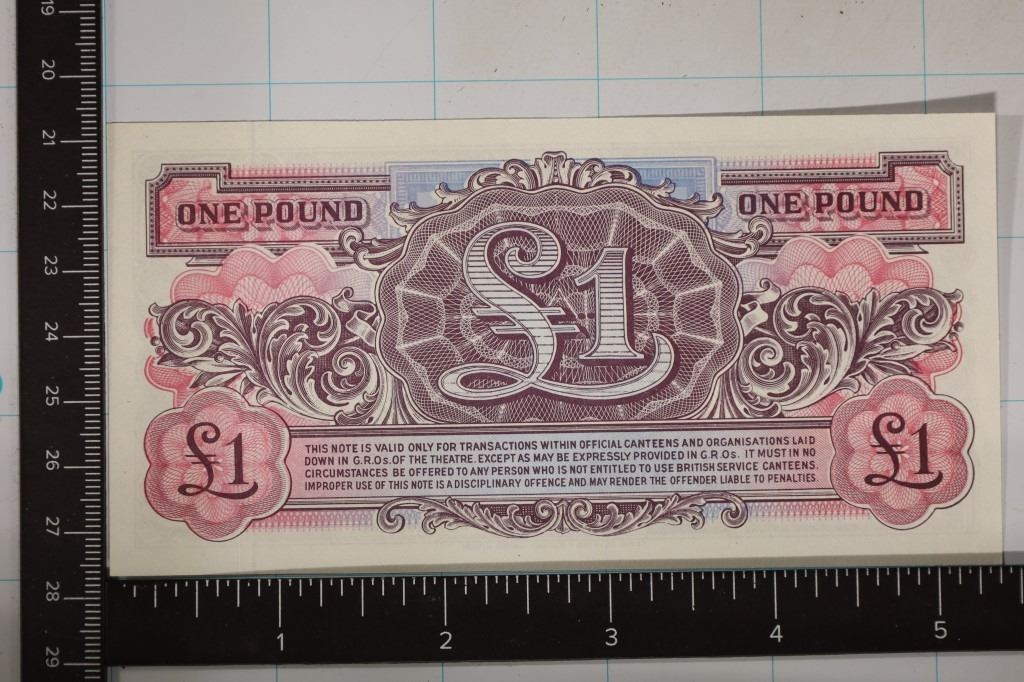 19
20
21
22
23
24
25
26
27
28
29
ONE POUND
ONE POUND
£1
£1
£1
THIS NOTE IS VALID ONLY FOR TRANSACTIONS WITHIN OFFICIAL CANTEENS AND ORGANISATIONS LAID
DOWN IN G.R.Os. OF THE THEATRE. EXCEPT AS MAY BE EXPRESSLY PROVIDED IN G.R.Os. IT MUST IN NO
CIRCUMSTANCES BE OFFERED TO ANY PERSON WHO IS NOT ENTITLED TO USE BRITISH SERVICE CANTEENS.
IMPROPER USE OF THIS NOTE IS A DISCIPLINARY OFFENCE AND MAY RENDER THE OFFENDER LIABLE TO PENALTIES.
1 2 3 4 5